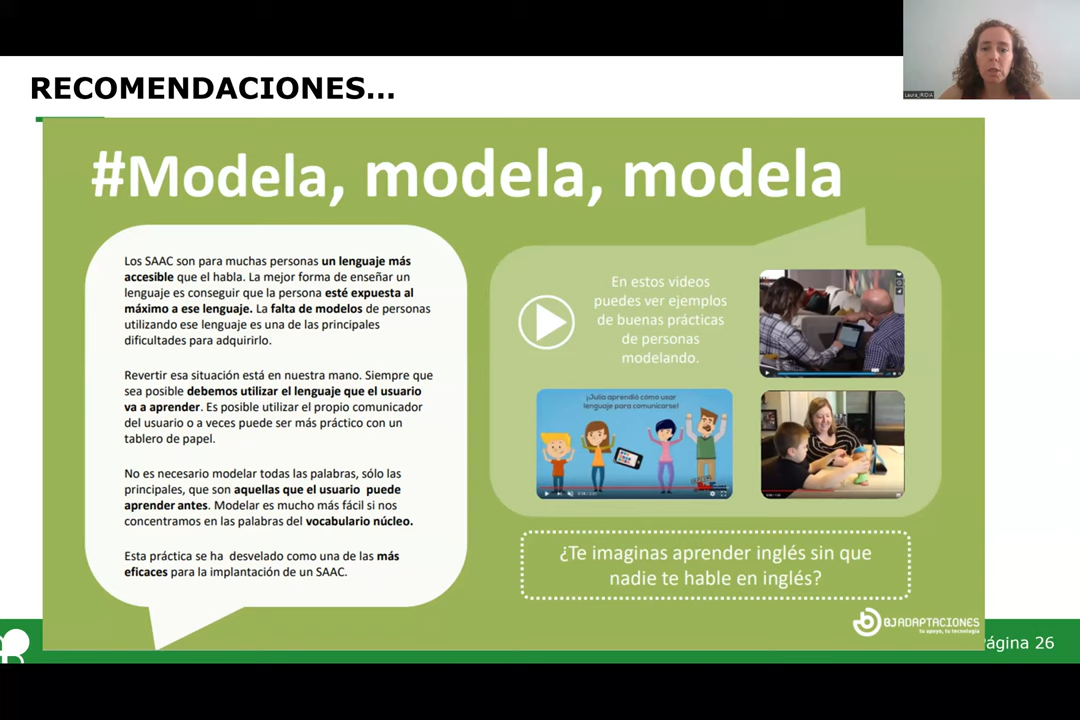 RECOMENDACIONES...
#Modela, modela, modela
Los SAAC son para muchas personas un lenguaje más
accesible que el habla. La mejor forma de enseñar un
lenguaje es conseguir que la persona esté expuesta al
máximo a ese lenguaje. La falta de modelos de personas
utilizando ese lenguaje es una de las principales
dificultades para adquirirlo.
Revertir esa situación está en nuestra mano. Siempre que
sea posible debemos utilizar el lenguaje que el usuario
va a aprender. Es posible utilizar el propio comunicador
del usuario o a veces puede ser más práctico con un
tablero de papel.
No es necesario modelar todas las palabras, sólo las
principales, que son aquellas que el usuario puede
aprender antes. Modelar es mucho más fácil si nos
concentramos en las palabras del vocabulario núcleo.
Esta práctica se ha desvelado como una de las más
eficaces para la implantación de un SAAC.
En estos videos
puedes ver ejemplos
de buenas prácticas
de personas
modelando.
¡Julia aprendió cómo usar
lenguaje para comunicarse!
¿Te imaginas aprender inglés sin que
nadie te hable en inglés?
BJADAPTACIONES
tu apoyo, tu tecnología
Página 26